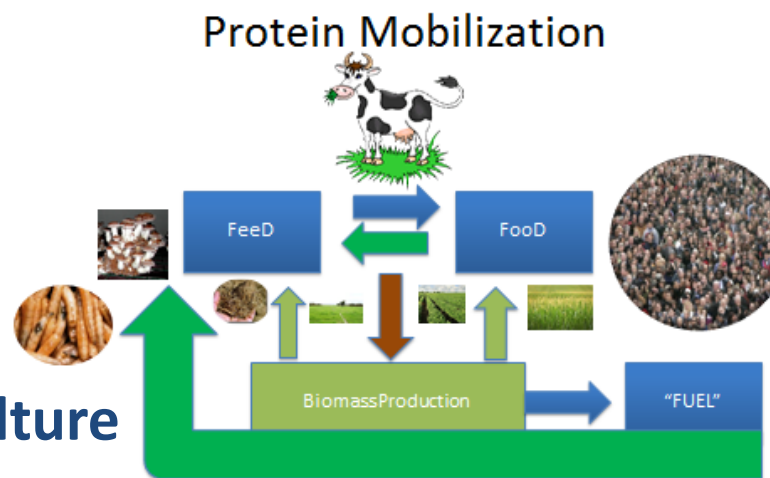 Protein Mobilization
FeeD
FooD
BiomassProduction
“FUEL”
lture